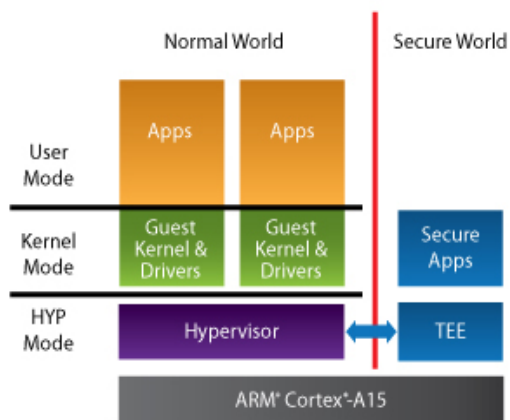 Normal World
Secure World
Apps
Apps
User
Mode
Kernel
Mode
Guest
Kernel &
Drivers
Guest
Kernel &
Drivers
Secure
Apps
HYP
Mode
Hypervisor
TEE
ARM® Cortex®-A15